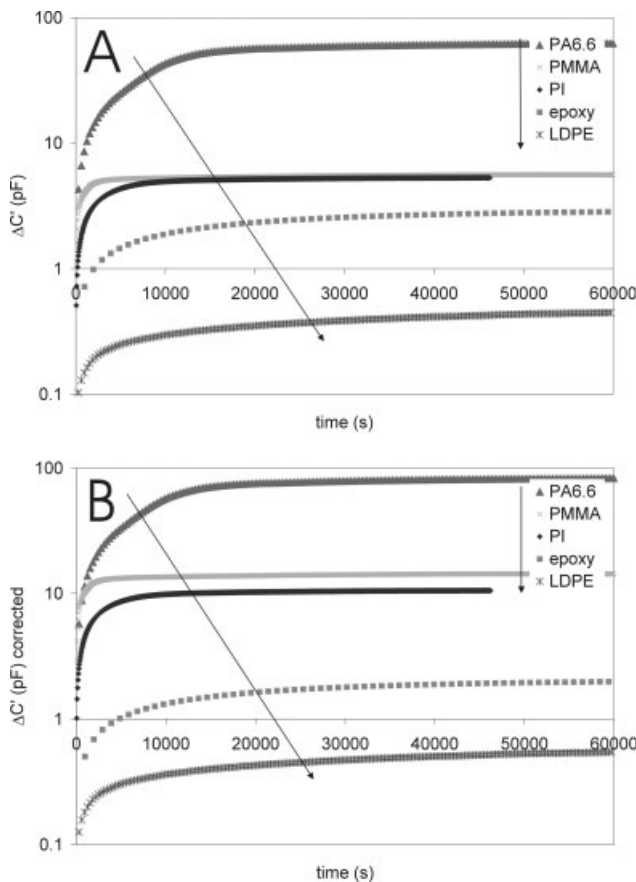 A
100
10
1
0.1
ΔC' (pF)
PA6.6
PMMA
PI
epoxy
LDPE
0 10000 20000 30000 40000 50000 60000
time (s)
B
100
10
1
0.1
ΔC' (pF) corrected
PA6.6
PMMA
PI
epoxy
LDPE
0 10000 20000 30000 40000 50000 60000
time (s)